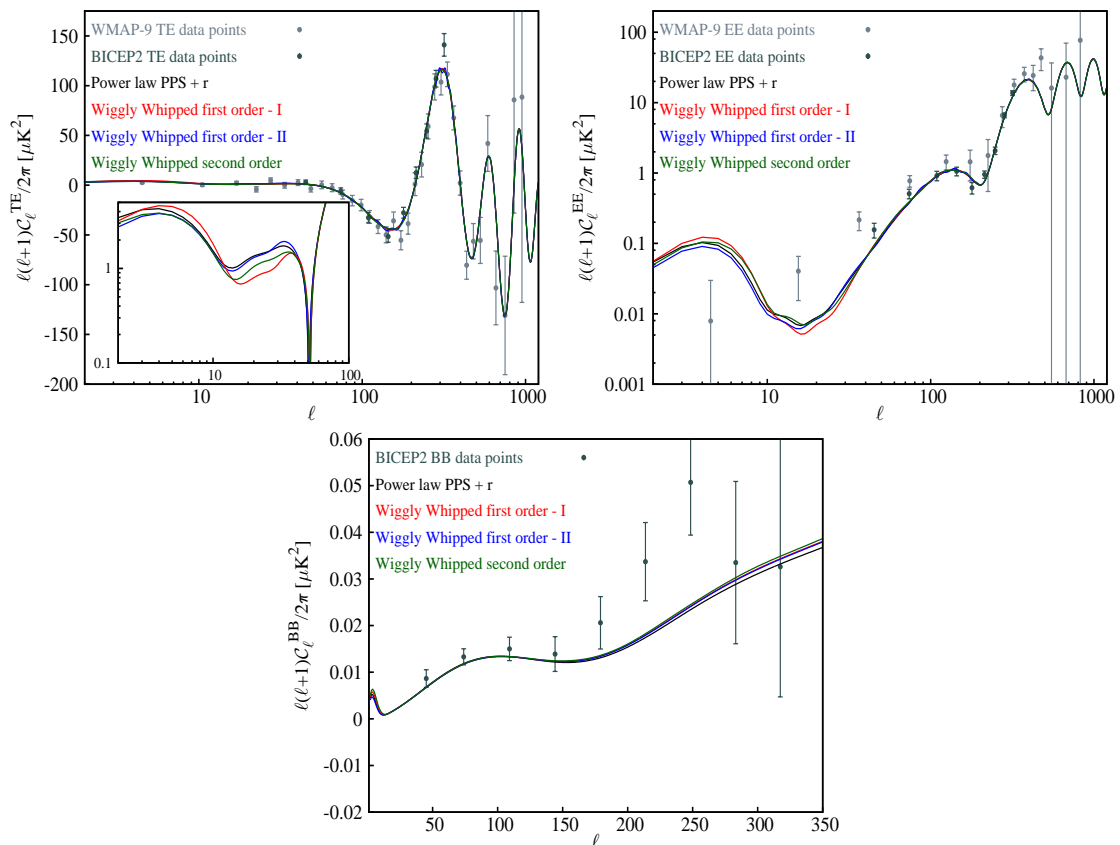 WMAP-9 TE data points
BICEP2 TE data points
Power law PPS + r
Wiggly Whipped first order - I
Wiggly Whipped first order - II
Wiggly Whipped second order
150
100
50
0
-50
-100
-150
-200
ℓ(ℓ+1)C_ℓ^TE/2π [μK²]
1
0.1
10
100
10
100
1000
ℓ
WMAP-9 EE data points
BICEP2 EE data points
Power law PPS + r
Wiggly Whipped first order - I
Wiggly Whipped first order - II
Wiggly Whipped second order
100
10
1
0.1
0.01
0.001
ℓ(ℓ+1)C_ℓ^EE/2π [μK²]
10
100
1000
ℓ
BICEP2 BB data points
Power law PPS + r
Wiggly Whipped first order - I
Wiggly Whipped first order - II
Wiggly Whipped second order
0.06
0.05
0.04
0.03
0.02
0.01
0
-0.01
-0.02
ℓ(ℓ+1)C_ℓ^BB/2π [μK²]
50
100
150
200
250
300
350
ℓ